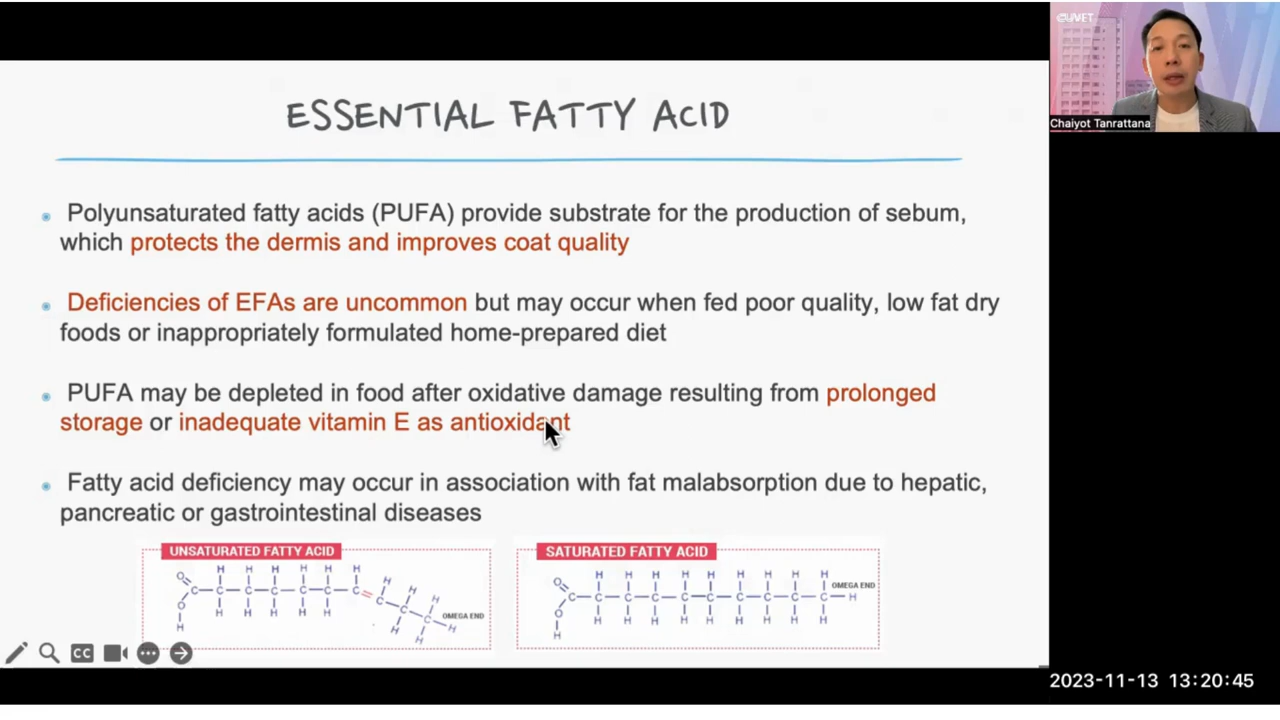 ESSENTIAL FATTY ACID
Polyunsaturated fatty acids (PUFA) provide substrate for the production of sebum,
which protects the dermis and improves coat quality
Deficiencies of EFAs are uncommon but may occur when fed poor quality, low fat dry
foods or inappropriately formulated home-prepared diet
PUFA may be depleted in food after oxidative damage resulting from prolonged
storage or inadequate vitamin E as antioxidant
Fatty acid deficiency may occur in association with fat malabsorption due to hepatic,
pancreatic or gastrointestinal diseases
UNSATURATED FATTY ACID
H H H H H H
O C C C C C C C H H
O H H H H H C C H
H H H H
OMEGA END
SATURATED FATTY ACID
H H H H H H H H H
O C C C C C C C C C C H
O H H H H H H H H H
H
OMEGA END
CC
CUVET
Chaiyot Tanrattana
2023-11-13 13:20:45